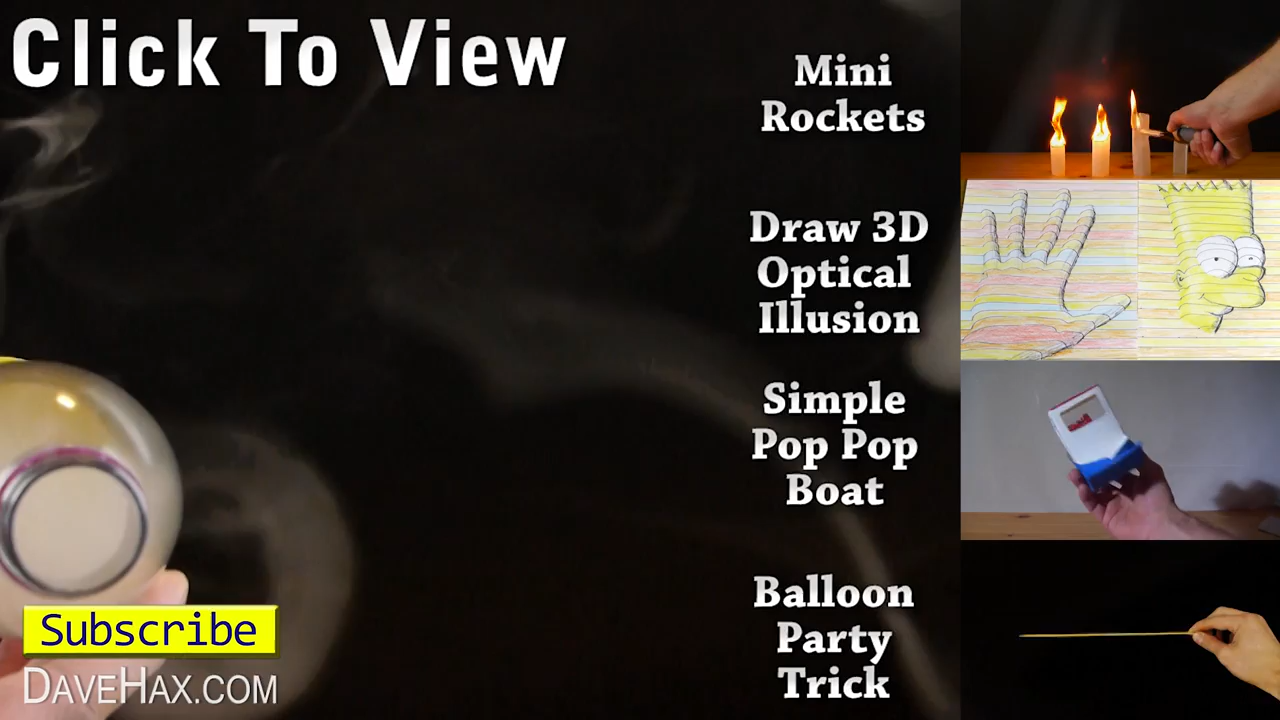 Click To View
Mini
Rockets
Draw 3D
Optical
Illusion
Simple
Pop Pop
Boat
Balloon
Party
Trick
Subscribe
DAVEHAX.COM